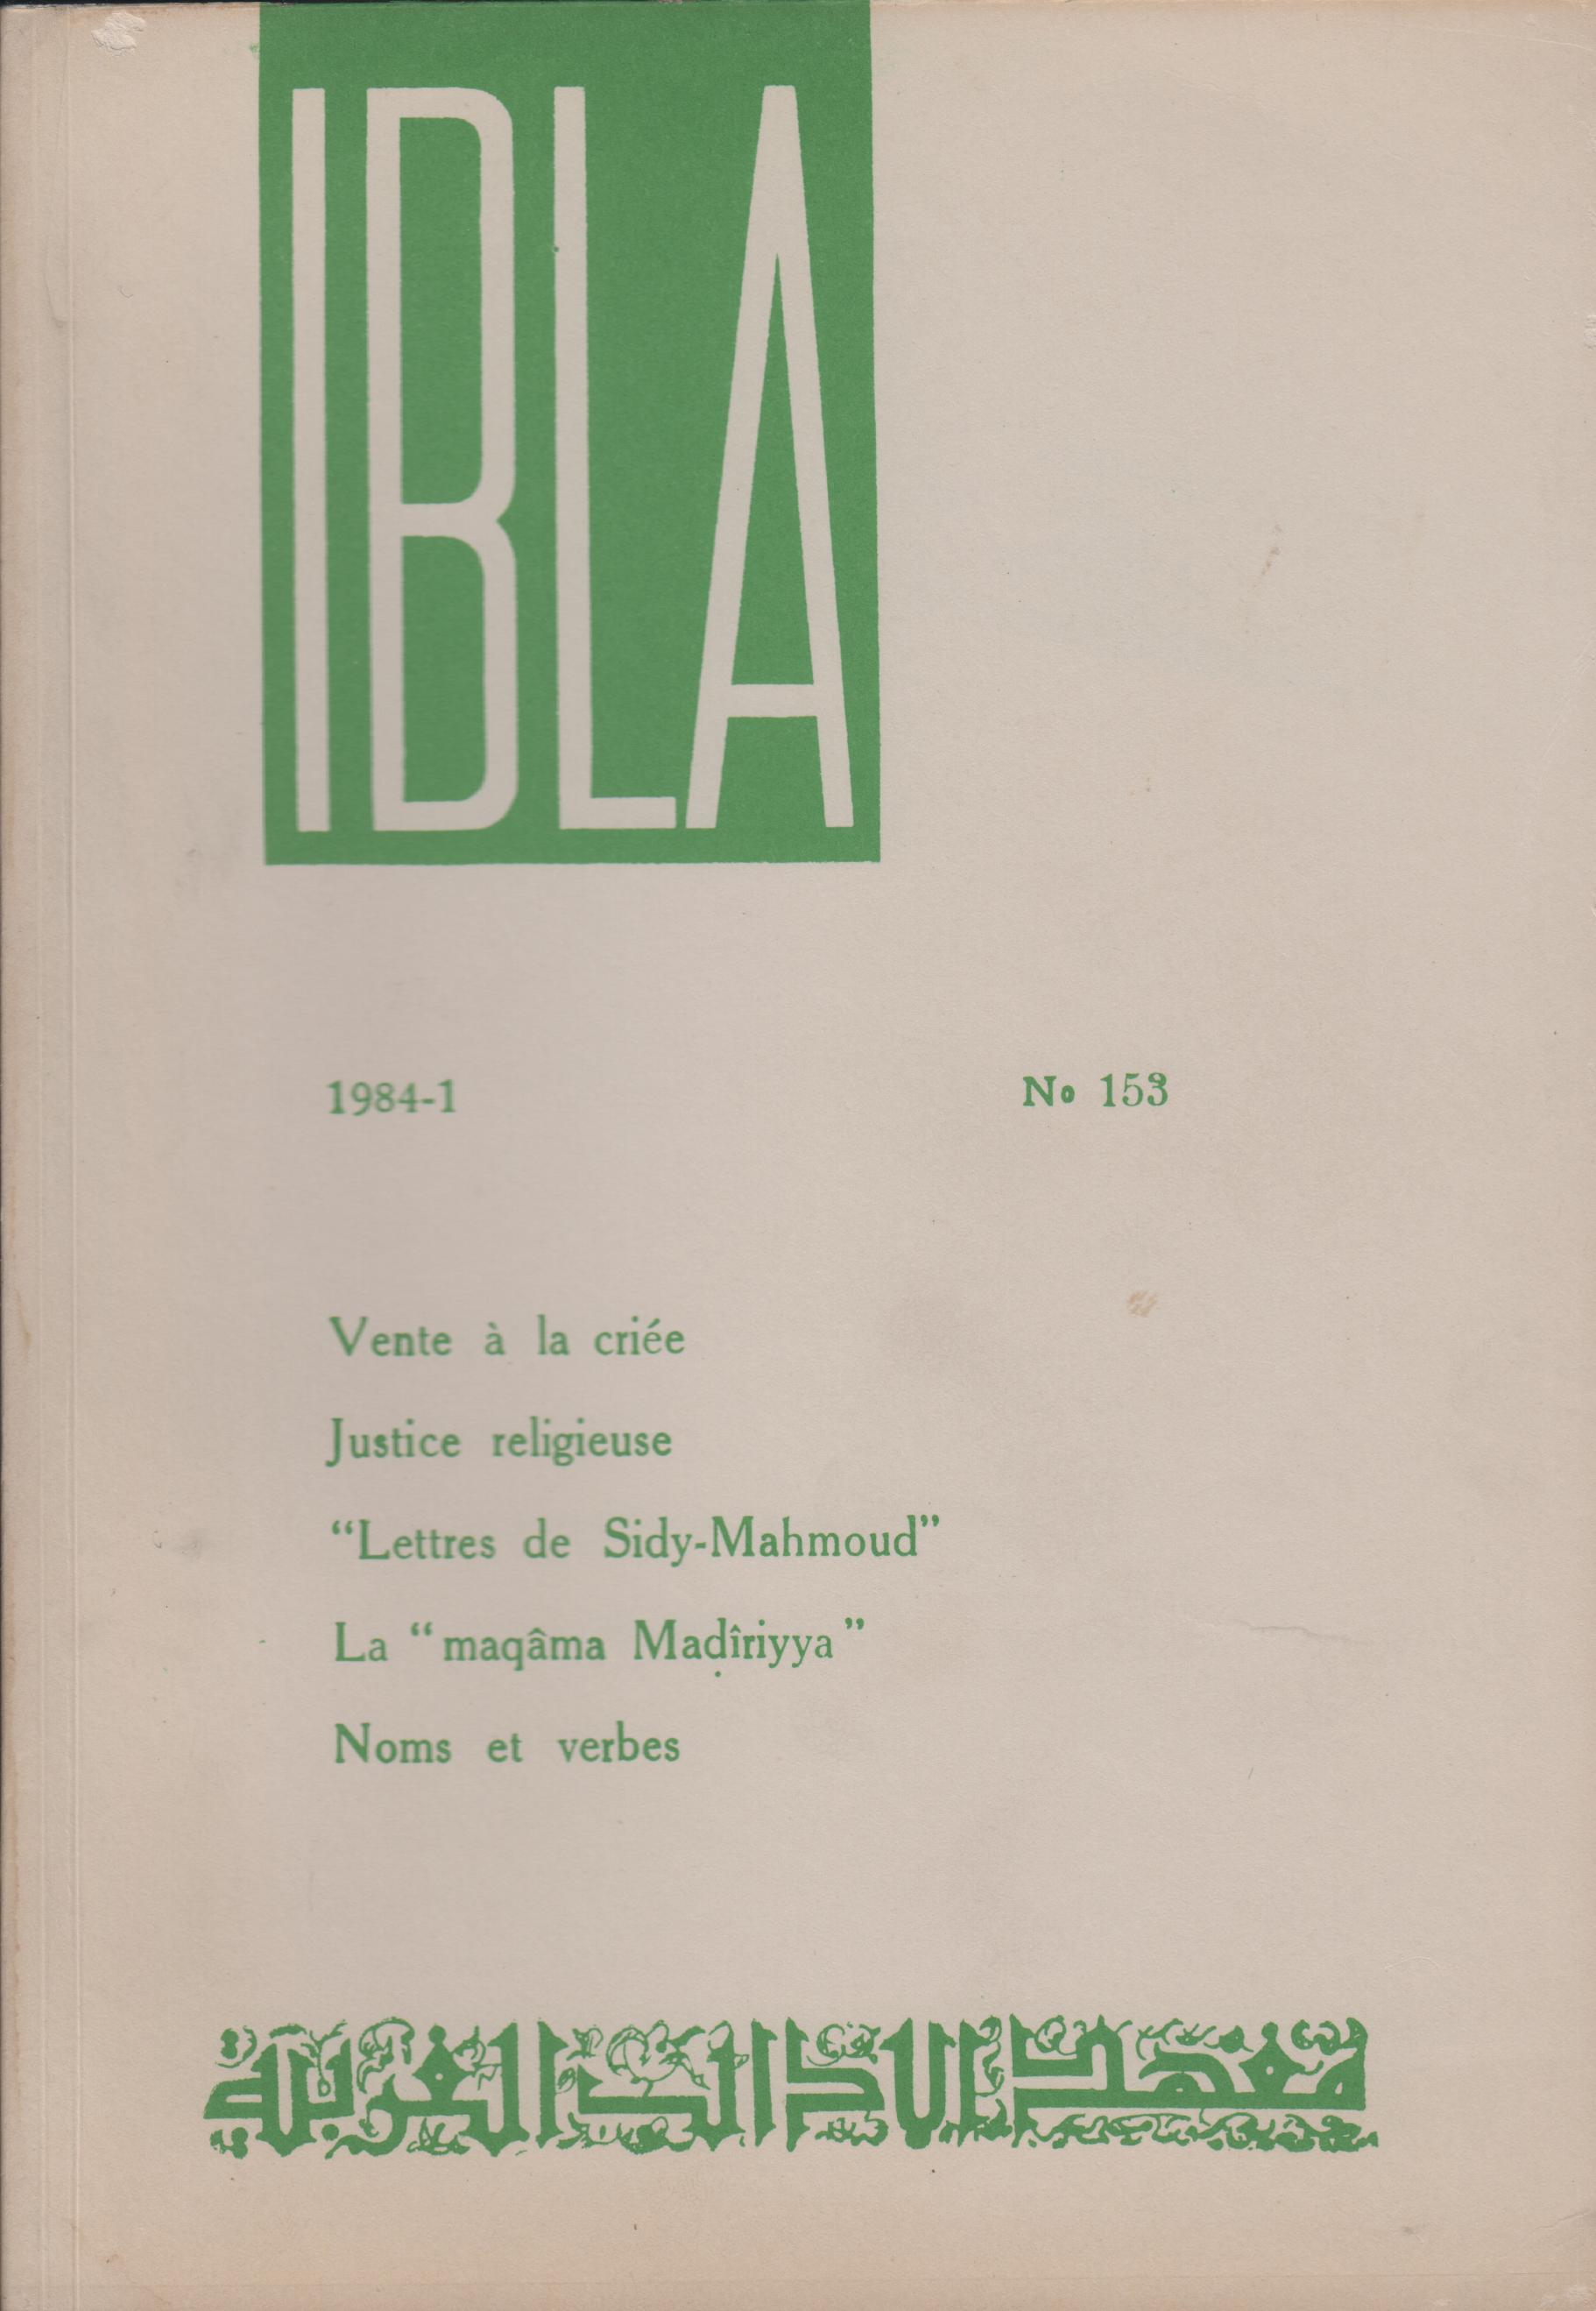 IBLA
1984-1 No 153
Vente à la criée
Justice religieuse
“Lettres de Sidy-Mahmoud”
La “maqâma Maḍîriyya”
Noms et verbes
معهد الآداب العربية